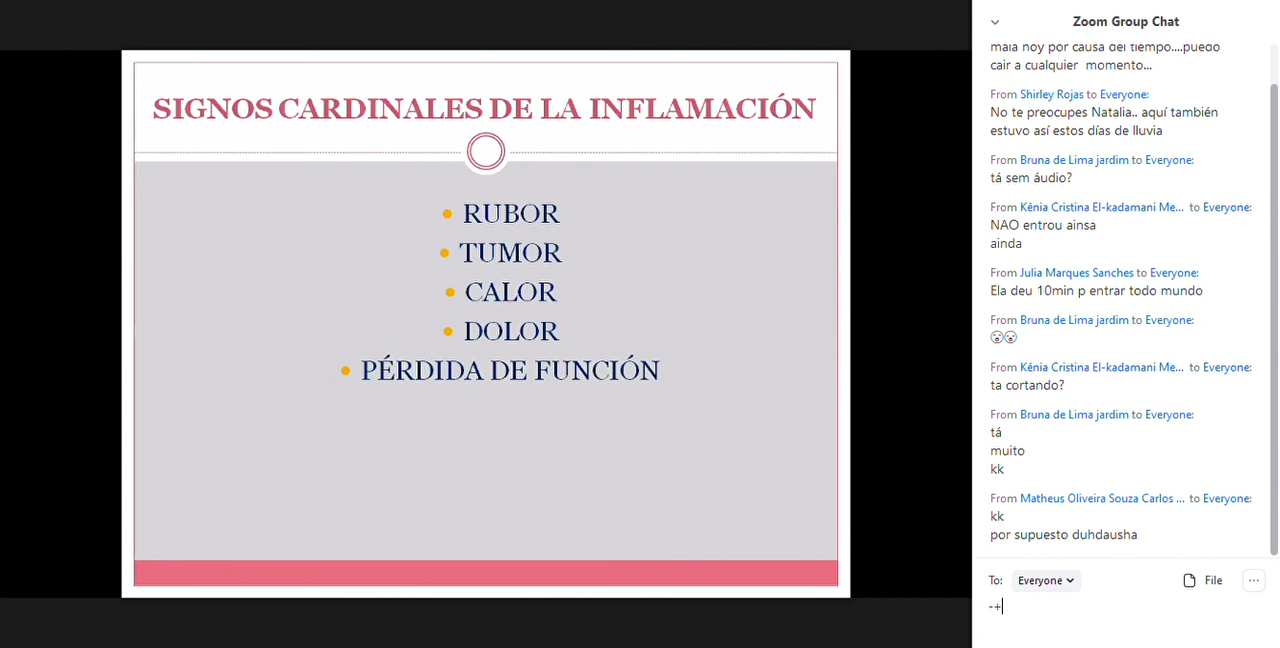 SIGNOS CARDINALES DE LA INFLAMACIÓN
• RUBOR
• TUMOR
• CALOR
• DOLOR
• PÉRDIDA DE FUNCIÓN
Zoom Group Chat
mala hoy por causa del tiempo....puedo
cair a cualquier momento...
From Shirley Rojas to Everyone:
No te preocupes Natalia.. aquí también
estuvo así estos días de lluvia
From Bruna de Lima jardim to Everyone:
tá sem áudio?
From Kênia Cristina El-kadamani Me... to Everyone:
NAO entrou ainsa
ainda
From Julia Marques Sanches to Everyone:
Ela deu 10min p entrar todo mundo
From Bruna de Lima jardim to Everyone:
😮😮
From Kênia Cristina El-kadamani Me... to Everyone:
ta cortando?
From Bruna de Lima jardim to Everyone:
tá
muito
kk
From Matheus Oliveira Souza Carlos ... to Everyone:
kk
por supuesto duhdausha
To: Everyone File ...
-+